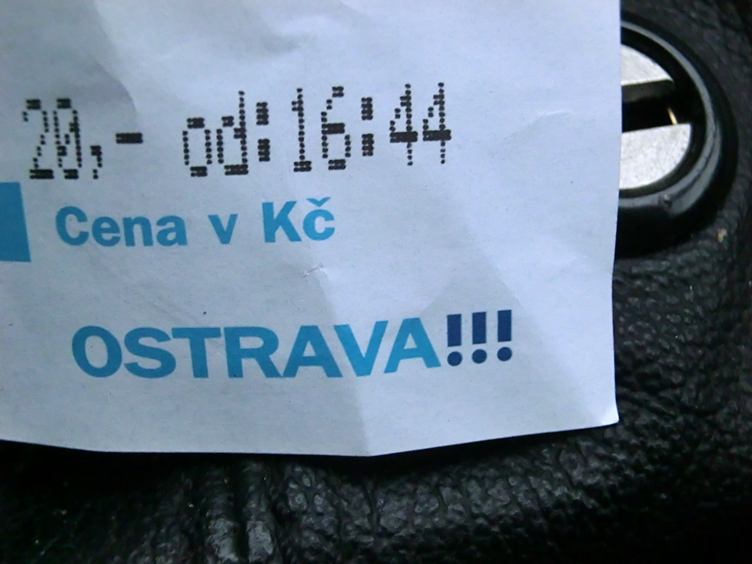 20,- od:16:44
Cena v Kč
OSTRAVA!!!